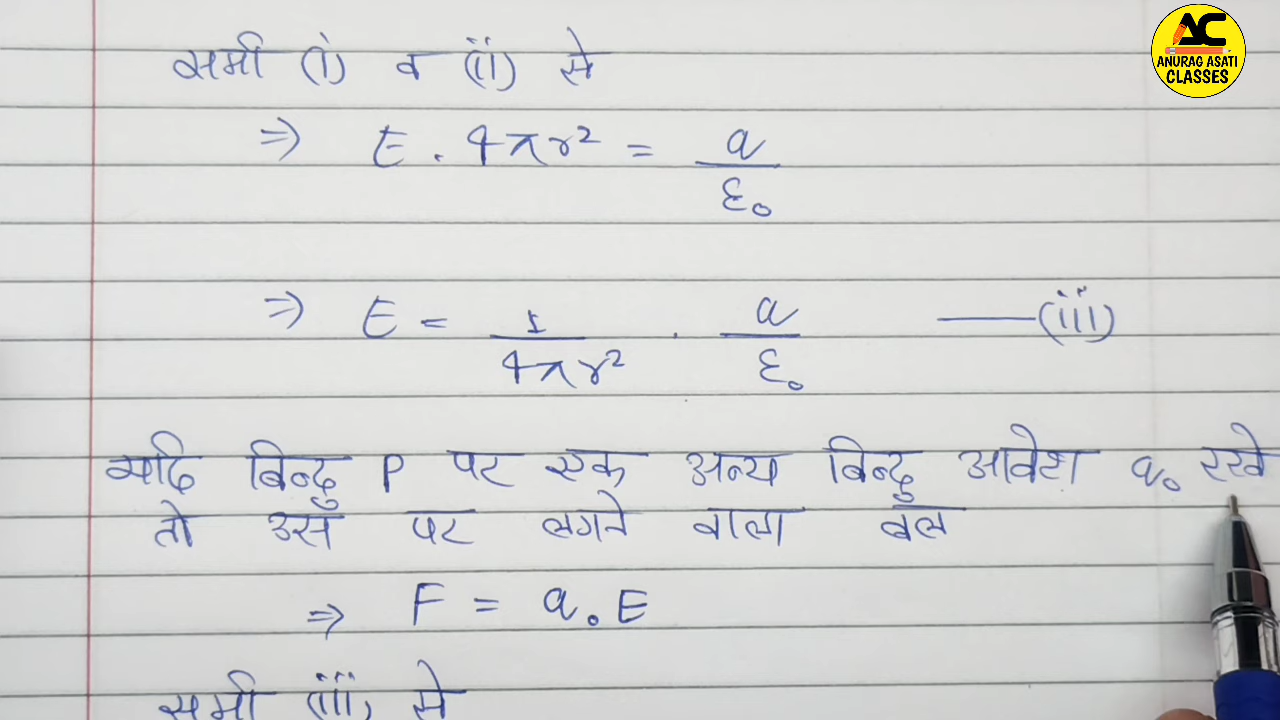 AC
ANURAG ASATI
CLASSES
समी (i) व (ii) से
⇒ E . 4πr² = q/ε₀
⇒ E = 1/4πr² . q/ε₀ —(iii)
यदि बिन्दु P पर एक अन्य बिन्दु आवेश q₀ रखे
तो उस पर लगने वाला बल
⇒ F = q₀E
समी (iii) से